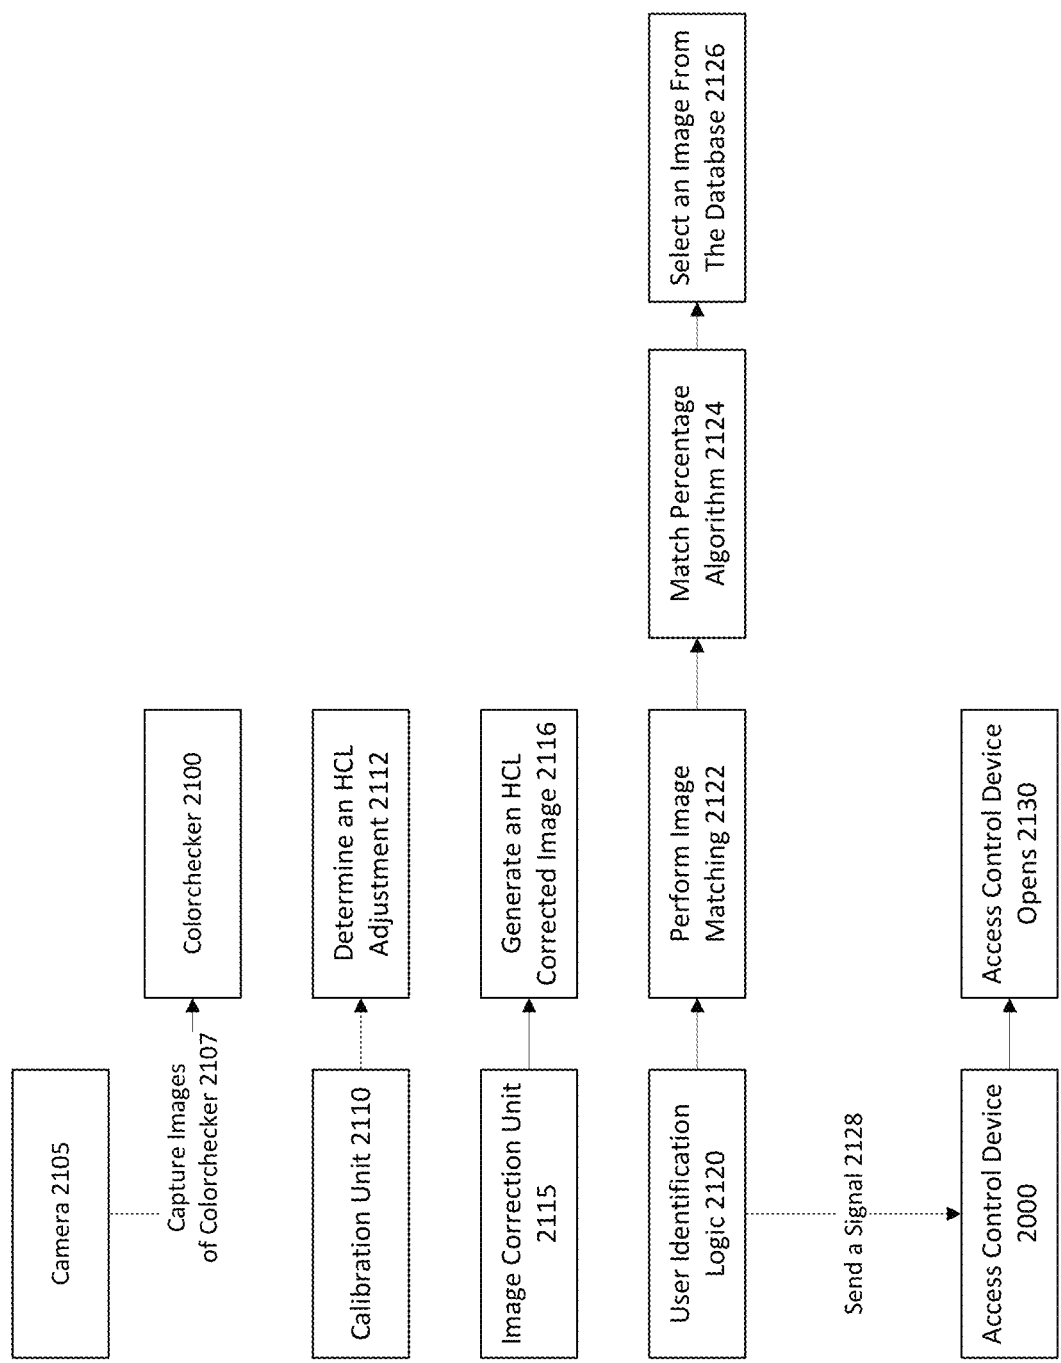 Camera 2105
Capture Images
of Colorchecker 2107
Colorchecker 2100
Calibration Unit 2110
Determine an HCL
Adjustment 2112
Image Correction Unit
2115
Generate an HCL
Corrected Image 2116
User Identification
Logic 2120
Perform Image
Matching 2122
Match Percentage
Algorithm 2124
Select an Image From
The Database 2126
Send a Signal 2128
Access Control Device
2000
Access Control Device
Opens 2130